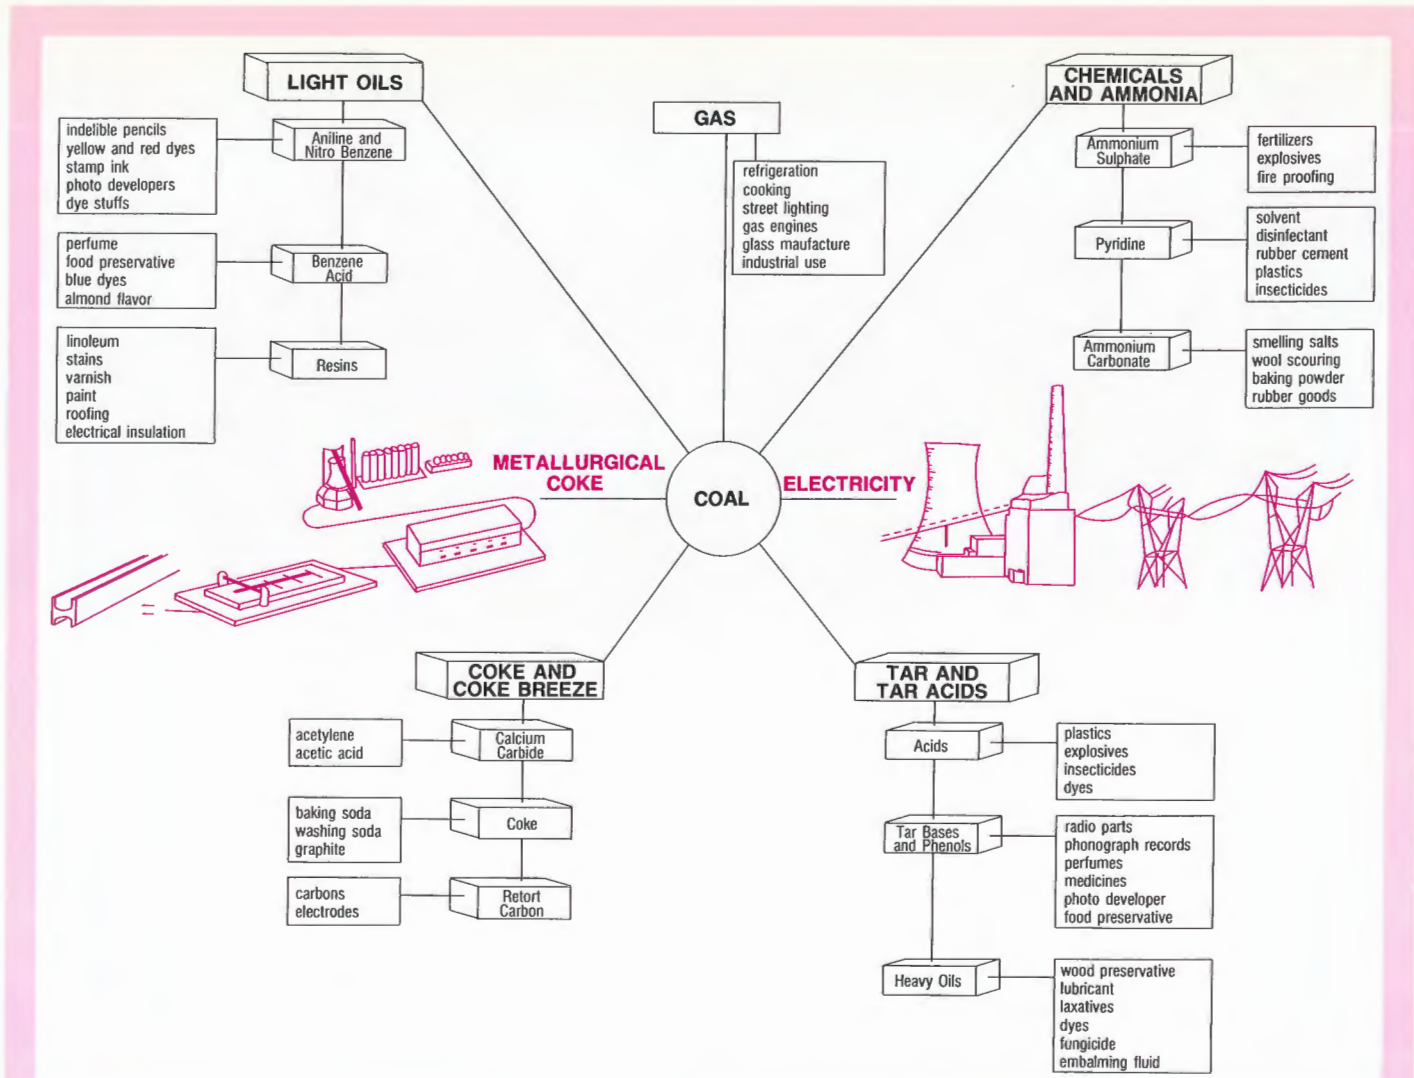 LIGHT OILS
Aniline and
Nitro Benzene
indelible pencils
yellow and red dyes
stamp ink
photo developers
dye stuffs
Benzene
Acid
perfume
food preservative
blue dyes
almond flavor
Resins
linoleum
stains
varnish
paint
roofing
electrical insulation
GAS
refrigeration
cooking
street lighting
gas engines
glass maufacture
industrial use
CHEMICALS
AND AMMONIA
Ammonium
Sulphate
fertilizers
explosives
fire proofing
Pyridine
solvent
disinfectant
rubber cement
plastics
insecticides
Ammonium
Carbonate
smelling salts
wool scouring
baking powder
rubber goods
METALLURGICAL
COKE
COAL
ELECTRICITY
COKE AND
COKE BREEZE
Calcium
Carbide
acetylene
acetic acid
Coke
baking soda
washing soda
graphite
Retort
Carbon
carbons
electrodes
TAR AND
TAR ACIDS
Acids
plastics
explosives
insecticides
dyes
Tar Bases
and Phenols
radio parts
phonograph records
perfumes
medicines
photo developer
food preservative
Heavy Oils
wood preservative
lubricant
laxatives
dyes
fungicide
embalming fluid